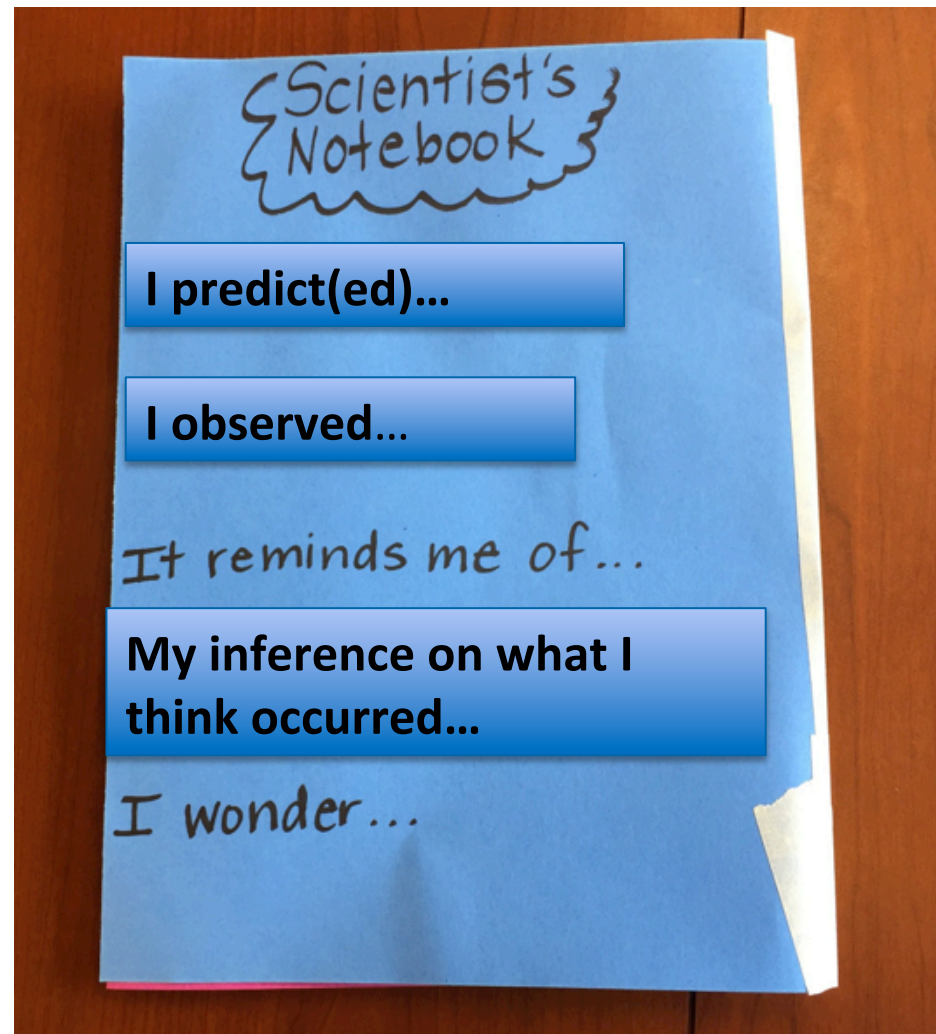 Scientist's
Notebook
I predict(ed)…
I observed…
It reminds me of...
My inference on what I
think occurred…
I wonder...